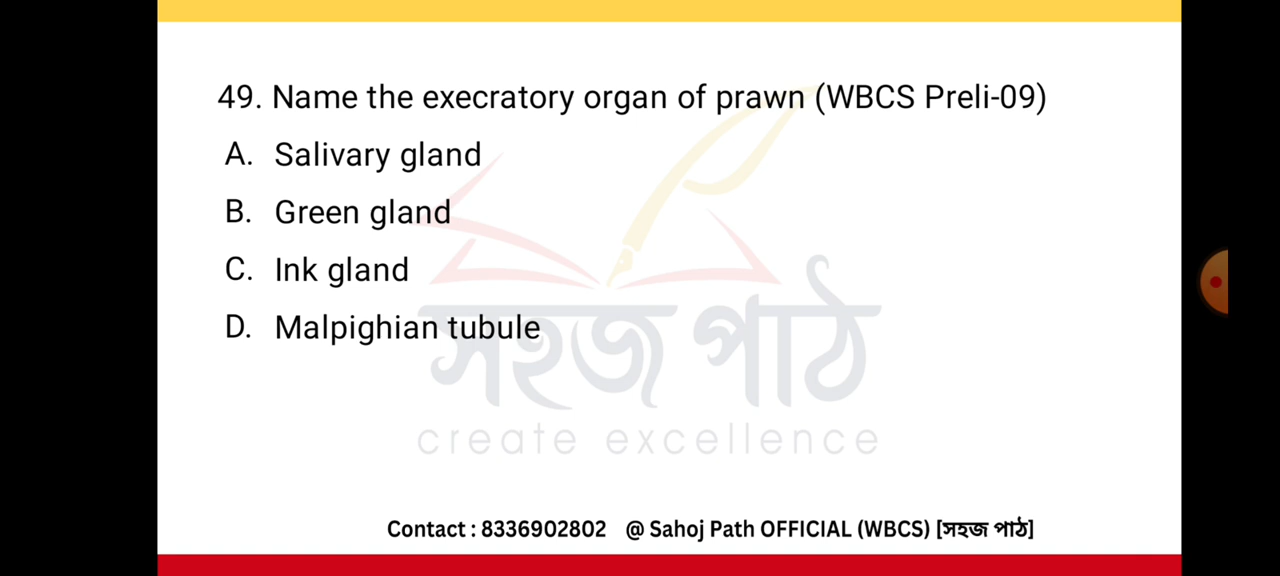 49. Name the execratory organ of prawn (WBCS Preli-09)
A. Salivary gland
B. Green gland
C. Ink gland
D. Malpighian tubule
সহজ পাঠ
create excellence
Contact : 8336902802 @ Sahoj Path OFFICIAL (WBCS) [সহজ পাঠ]